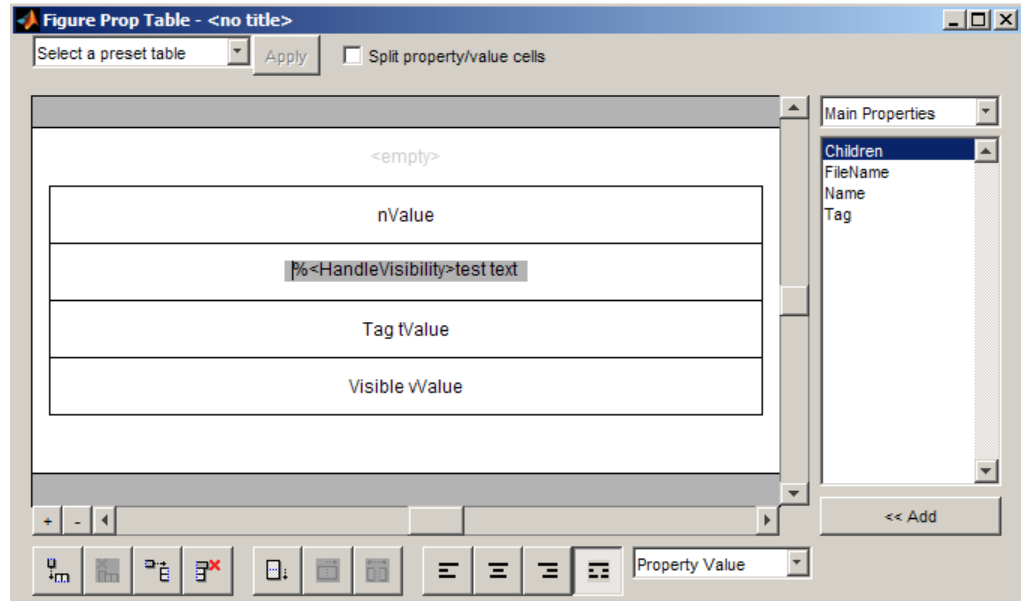 Figure Prop Table - <no title>
Select a preset table
Apply
Split property/value cells
<empty>
nValue
%<HandleVisibility>test text
Tag tValue
Visible vValue
Main Properties
Children
FileName
Name
Tag
<< Add
+ -
Property Value